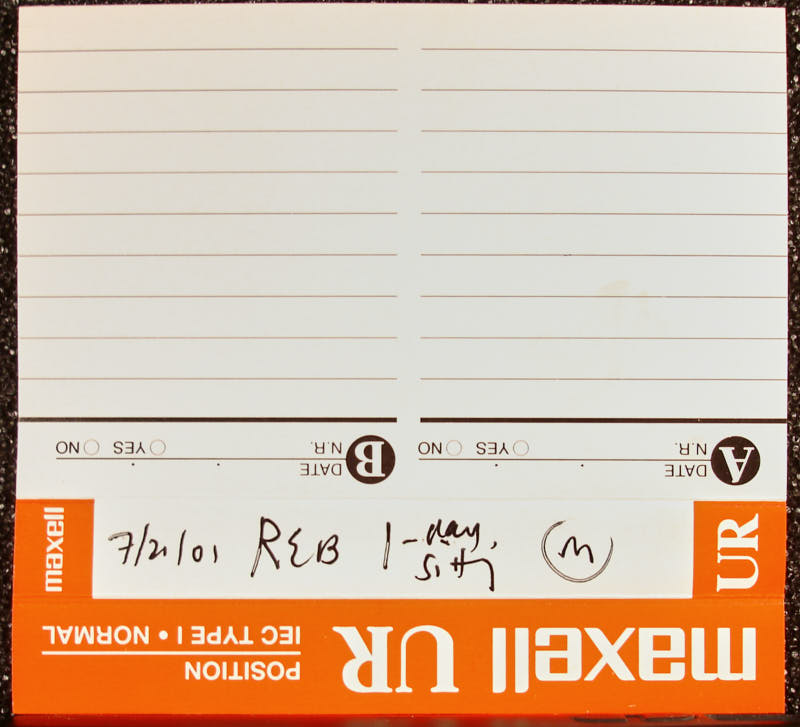 NO YES N.R. B DATE
NO YES N.R. A DATE
maxell
7/21/01 REB 1-day, sitty M
UR
maxell UR
POSITION
IEC TYPE I • NORMAL